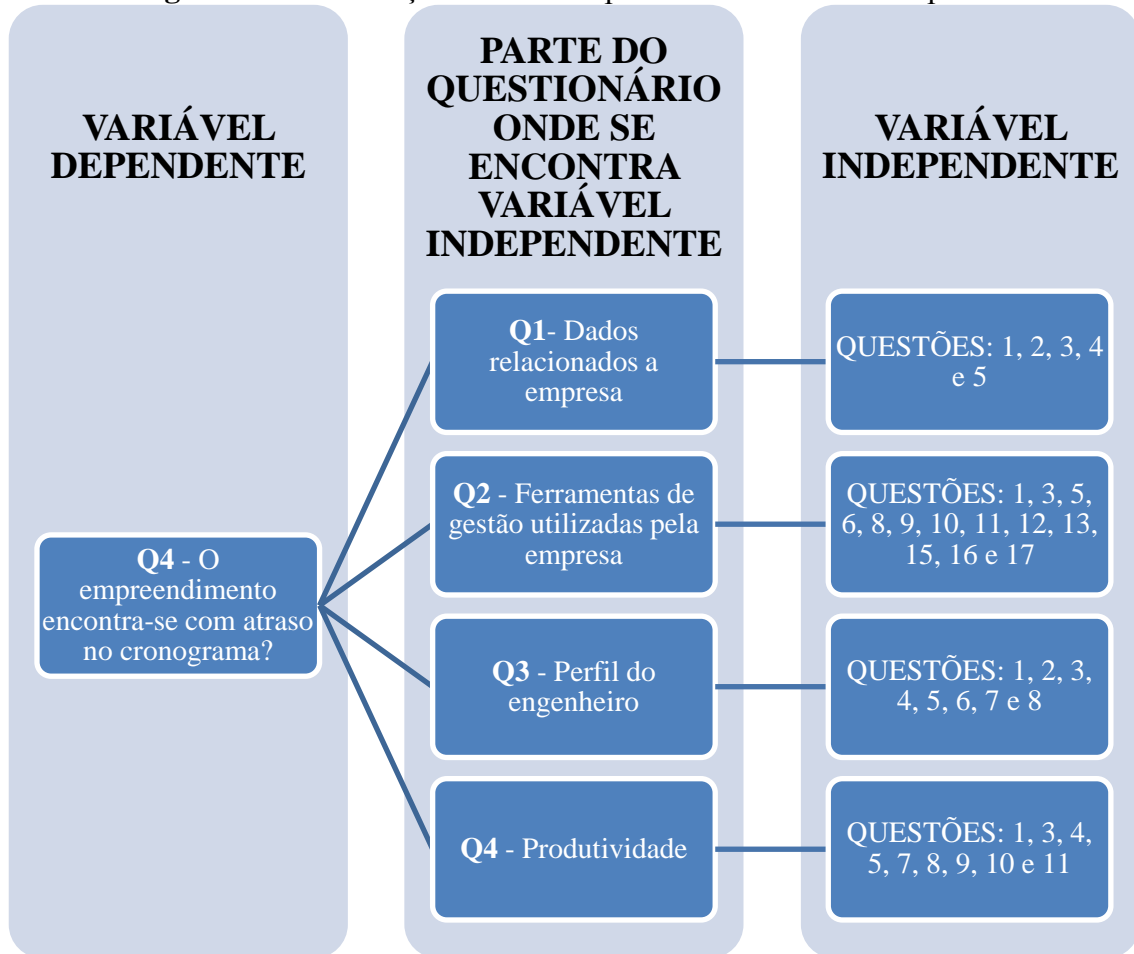 VARIÁVEL
DEPENDENTE
Q4 - O
empreendimento
encontra-se com atraso
no cronograma?
PARTE DO
QUESTIONÁRIO
ONDE SE
ENCONTRA
VARIÁVEL
INDEPENDENTE
Q1- Dados
relacionados a
empresa
Q2 - Ferramentas de
gestão utilizadas pela
empresa
Q3 - Perfil do
engenheiro
Q4 - Produtividade
VARIÁVEL
INDEPENDENTE
QUESTÕES: 1, 2, 3, 4
e 5
QUESTÕES: 1, 3, 5,
6, 8, 9, 10, 11, 12, 13,
15, 16 e 17
QUESTÕES: 1, 2, 3,
4, 5, 6, 7 e 8
QUESTÕES: 1, 3, 4,
5, 7, 8, 9, 10 e 11